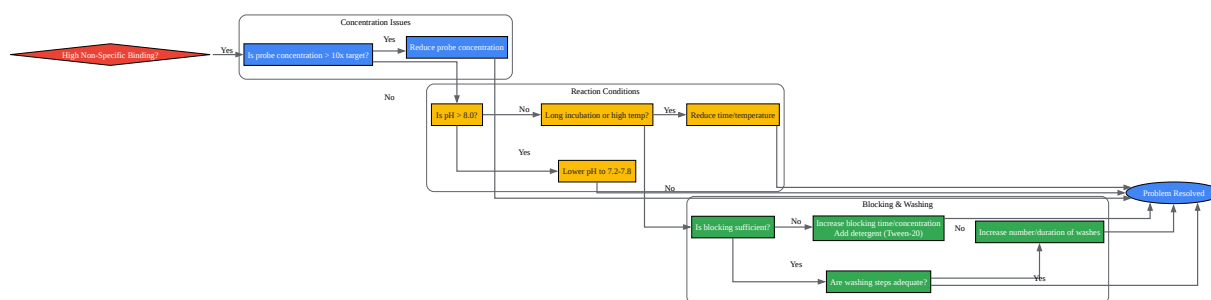 Concentration Issues
High Non-Specific Binding?
Yes
Is probe concentration > 10x target?
Yes
Reduce probe concentration
No
Reaction Conditions
Is pH > 8.0?
No
Long incubation or high temp?
Yes
Reduce time/temperature
Yes
Lower pH to 7.2-7.8
No
Problem Resolved
Blocking & Washing
Is blocking sufficient?
No
Increase blocking time/concentration
Add detergent (Tween-20)
No
Increase number/duration of washes
Yes
Are washing steps adequate?
Yes